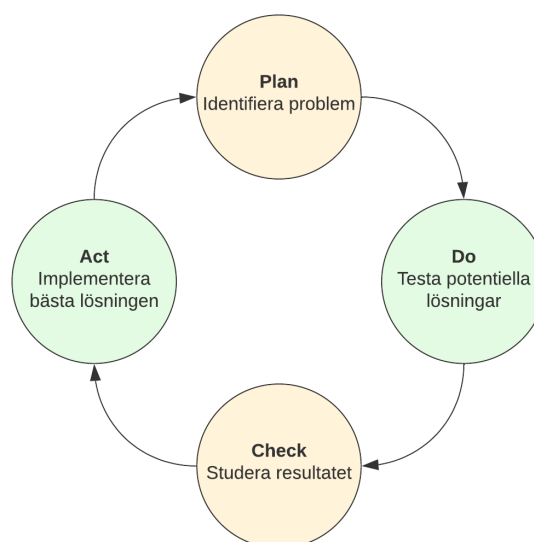 Plan
Identifiera problem
Do
Testa potentiella
lösningar
Check
Studera resultatet
Act
Implementera
bästa lösningen